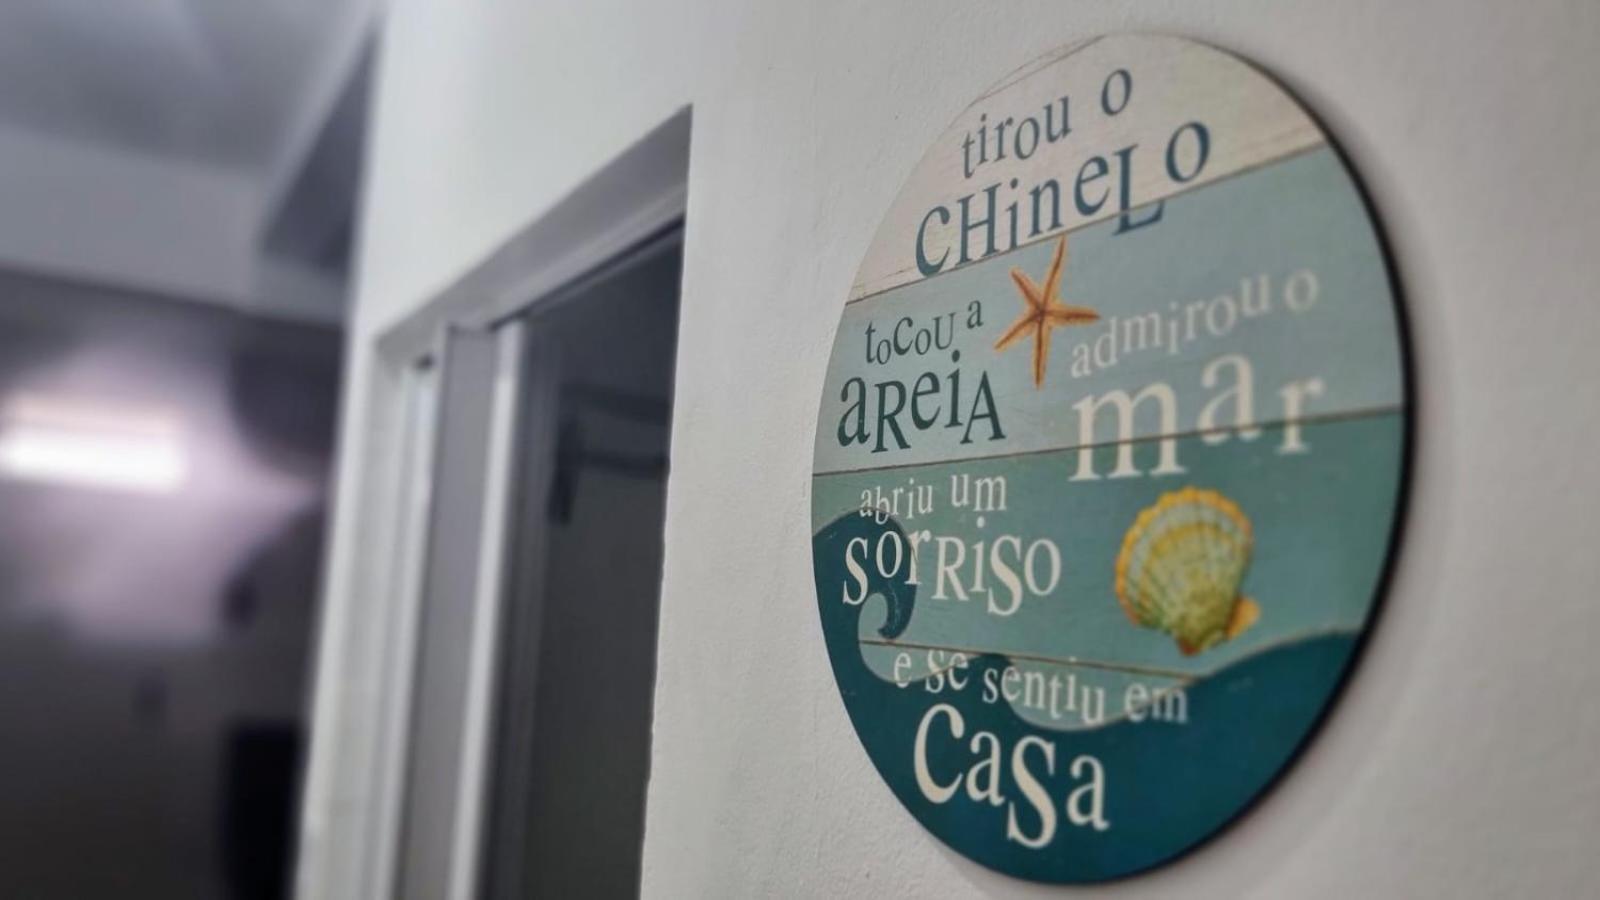 tirou o
CHineLo
tocoU a
aReiA
admirou o
mar
abriu um
sorRiSo
e se sentiu em
CaSa